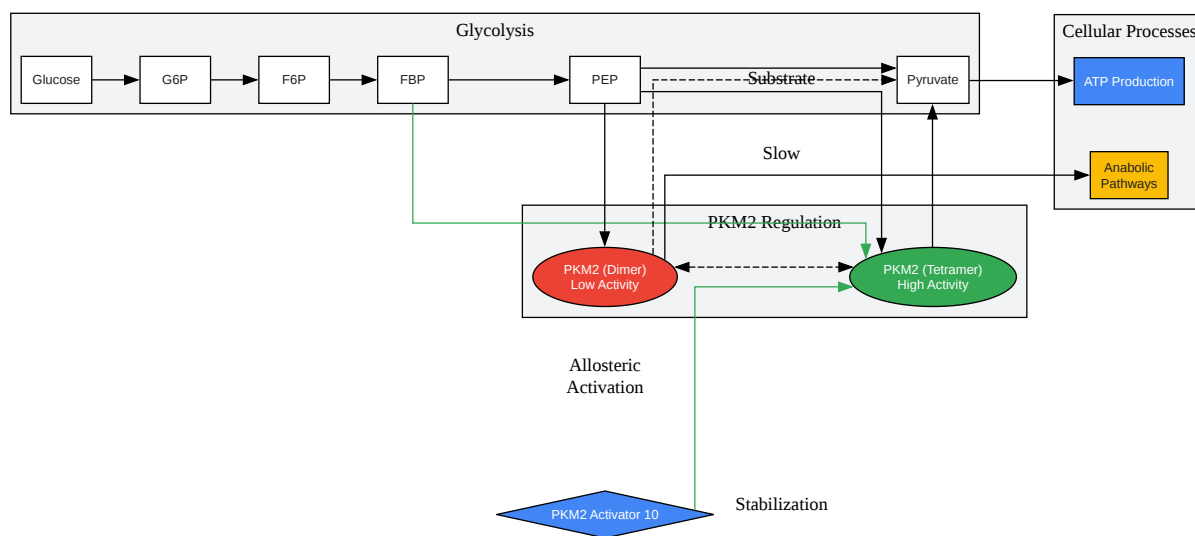 Glycolysis
Cellular Processes
Glucose
G6P
F6P
FBP
PEP
Substrate
Pyruvate
ATP Production
Slow
Anabolic
Pathways
PKM2 Regulation
PKM2 (Dimer)
Low Activity
PKM2 (Tetramer)
High Activity
Allosteric
Activation
Stabilization
PKM2 Activator 10